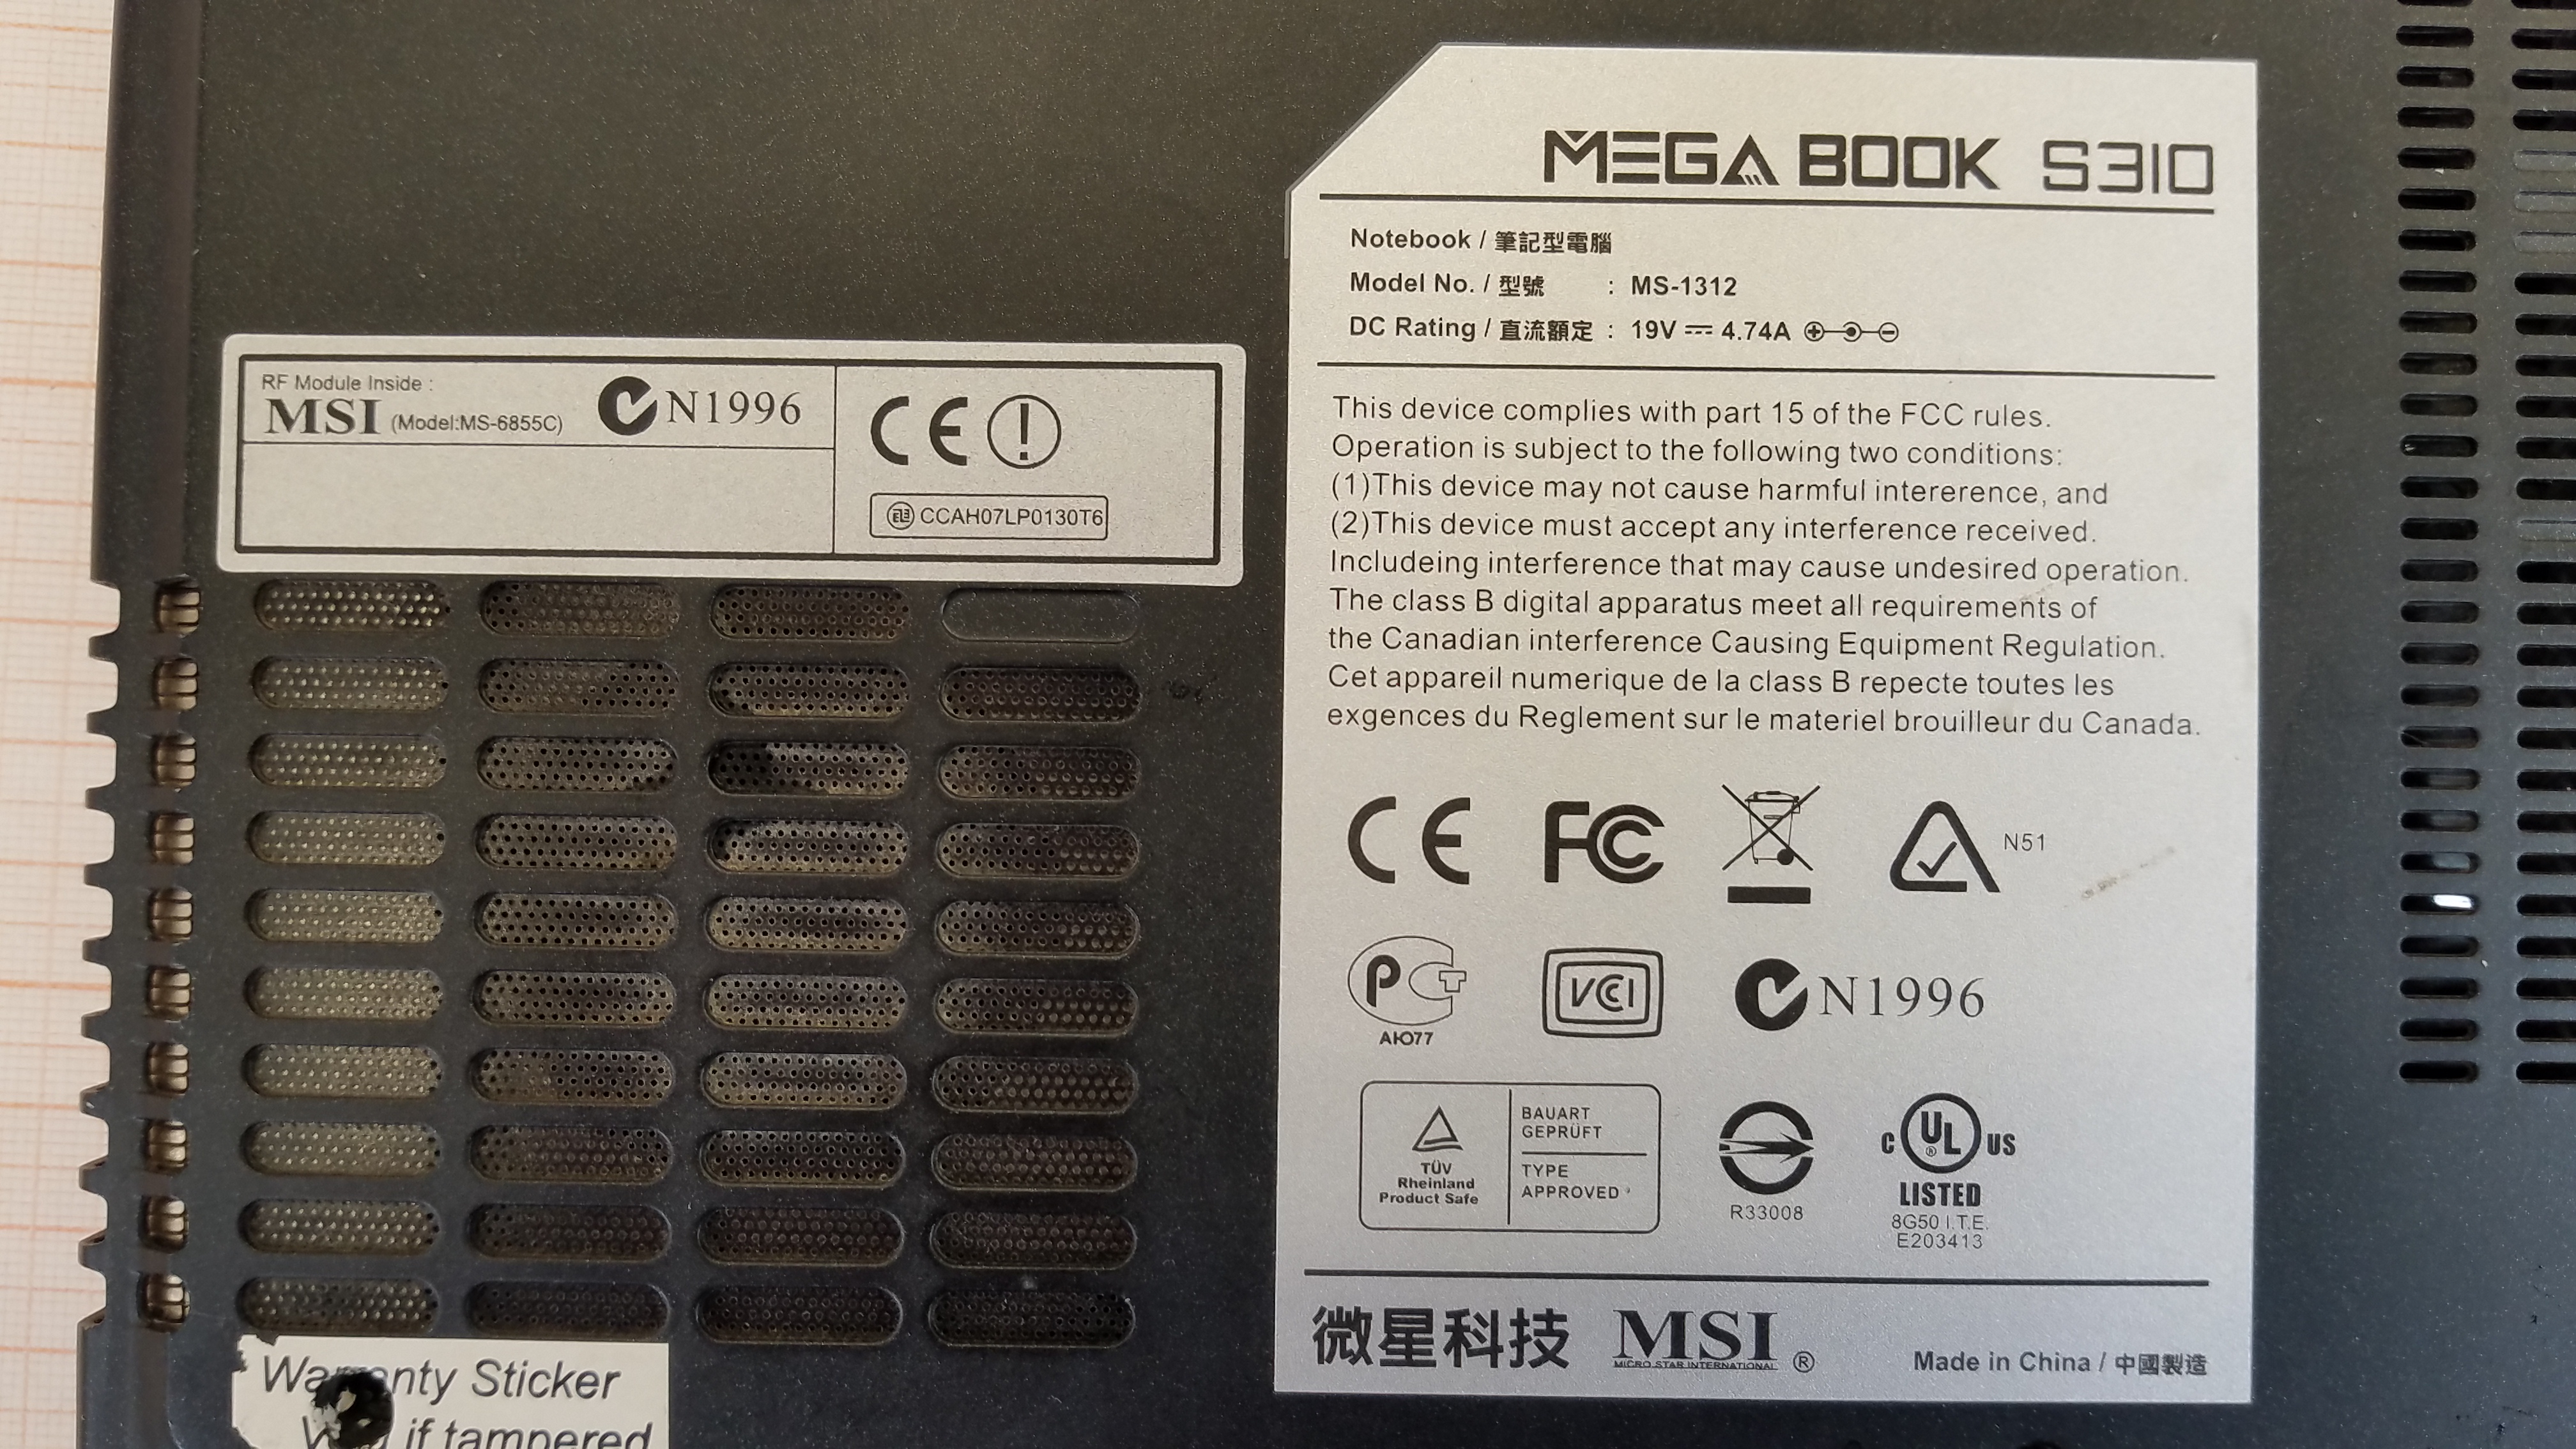 RF Module Inside :
MSI (Model:MS-6855C) N1996
CE
CCAH07LP0130T6
Warranty Sticker
if tampered
MEGA BOOK S310
Notebook / 筆記型電腦
Model No. / 型號 : MS-1312
DC Rating / 直流額定 : 19V 4.74A
This device complies with part 15 of the FCC rules.
Operation is subject to the following two conditions:
(1)This device may not cause harmful intererence, and
(2)This device must accept any interference received.
Includeing interference that may cause undesired operation.
The class B digital apparatus meet all requirements of
the Canadian interference Causing Equipment Regulation.
Cet appareil numerique de la class B repecte toutes les
exgences du Reglement sur le materiel brouilleur du Canada.
CE FC N51
РСТ VCCI N1996
АЮ77
TÜV
Rheinland
Product Safe
BAUART
GEPRÜFT
TYPE
APPROVED
R33008
C UL® US
LISTED
8G50 I.T.E.
E203413
微星科技 MSI ®
MICRO STAR INTERNATIONAL
Made in China / 中國製造